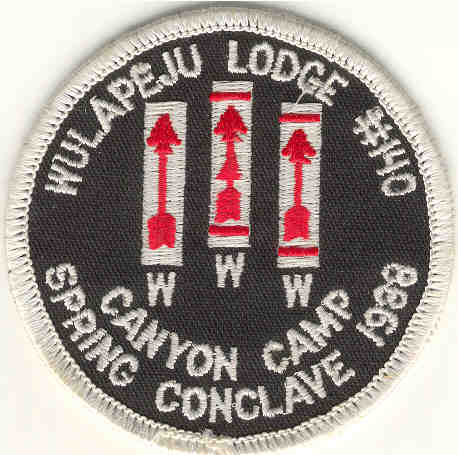 WULAPEJU LODGE #140
W W W
CANYON CAMP
SPRING CONCLAVE 1988